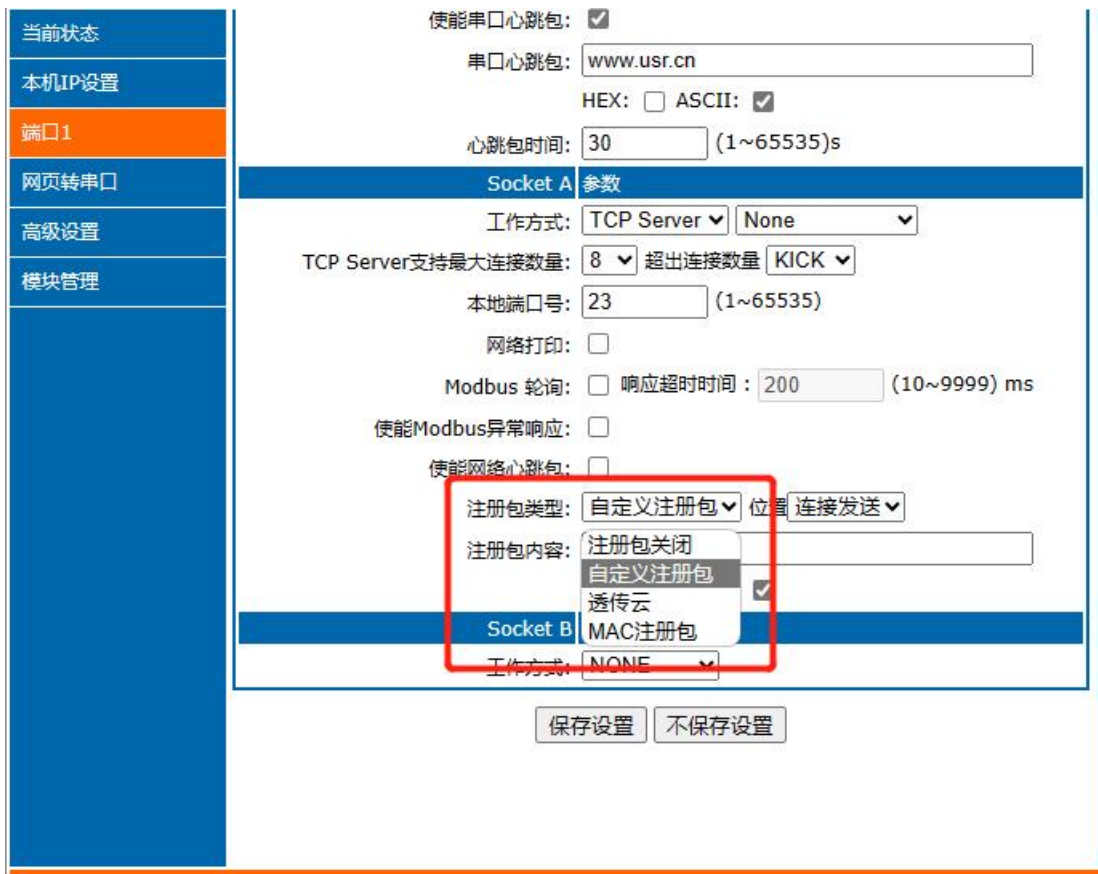 当前状态
本机IP设置
端口1
网页转串口
高级设置
模块管理
使能串口心跳包:
串口心跳包: www.usr.cn
HEX: ASCII:
心跳包时间: 30 (1~65535)s
Socket A 参数
工作方式: TCP Server None
TCP Server支持最大连接数量: 8 超出连接数量 KICK
本地端口号: 23 (1~65535)
网络打印:
Modbus 轮询: 响应超时时间: 200 (10~9999) ms
使能Modbus异常响应:
使能网络心跳包:
注册包类型: 自定义注册包 位置 连接发送
注册包内容:
注册包关闭
自定义注册包
透传云
MAC注册包
Socket B
工作方式: NONE
保存设置 不保存设置